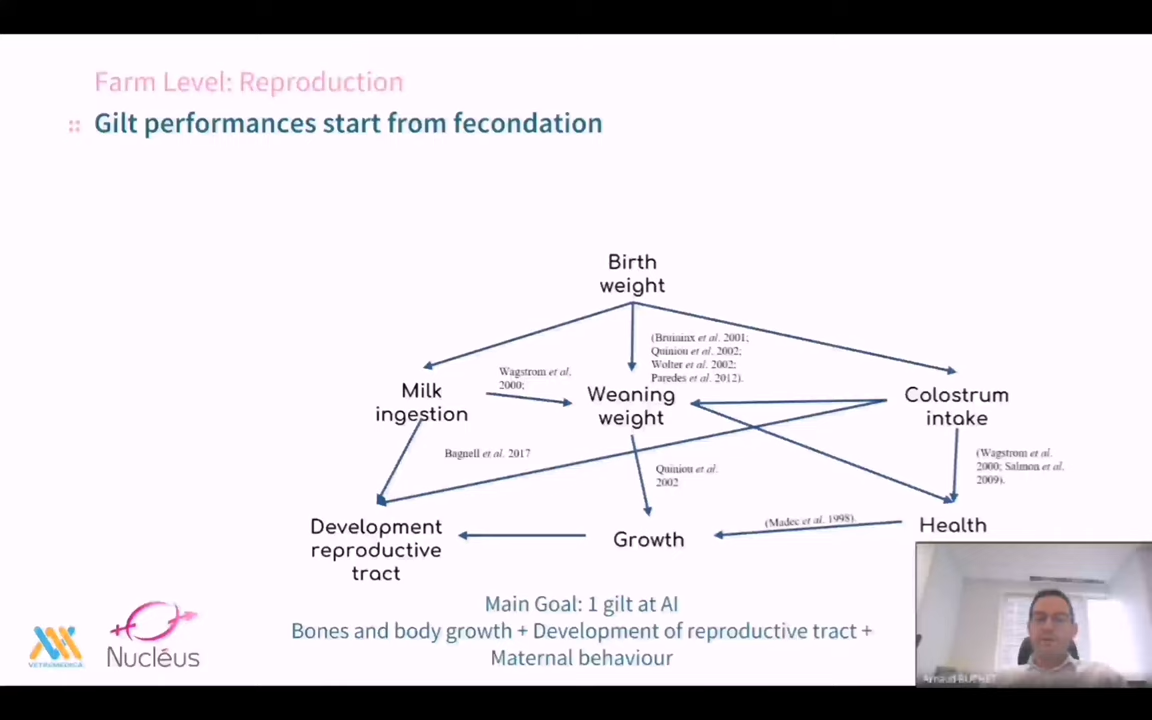 Farm Level: Reproduction
Gilt performances start from fecondation
Birth
weight
(Bruininx et al. 2001;
Quiniou et al. 2002;
Wolter et al. 2002;
Paredes et al. 2012).
Wagstrom et al.
2000;
Milk
ingestion
Weaning
weight
Colostrum
intake
Bagnell et al. 2017
Quiniou et al.
2002
(Wagstrom et al.
2000; Salmon et al.
2009).
(Madec et al. 1998).
Development
reproductive
tract
Growth
Health
Main Goal: 1 gilt at AI
Bones and body growth + Development of reproductive tract +
Maternal behaviour
VETROMEDICA
Nucléus
Arnaud BUCHET